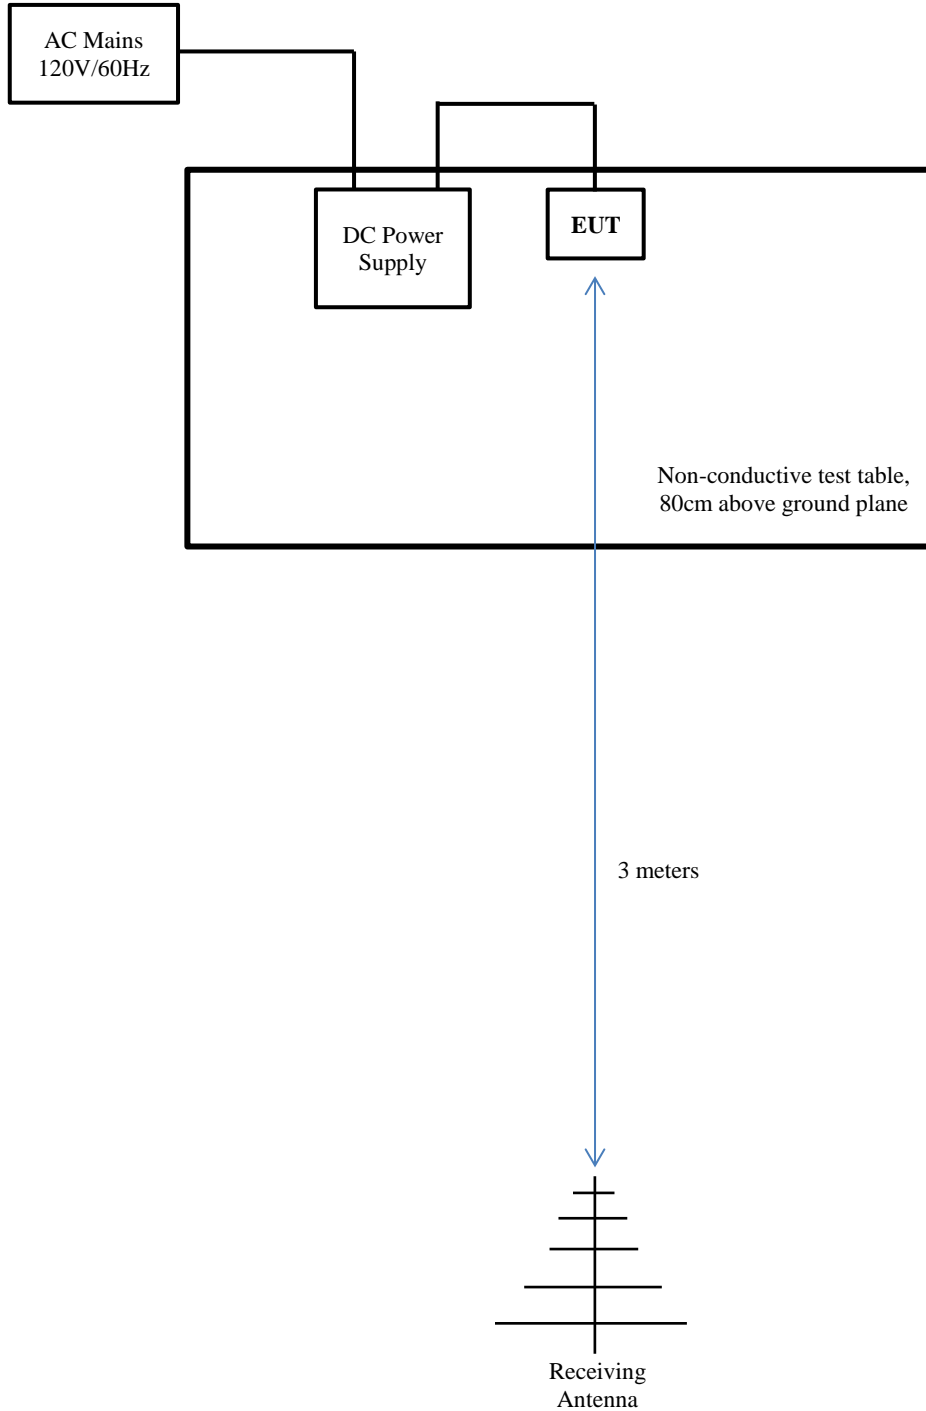 AC Mains
120V/60Hz
DC Power
Supply
EUT
Non-conductive test table,
80cm above ground plane
3 meters
Receiving
Antenna